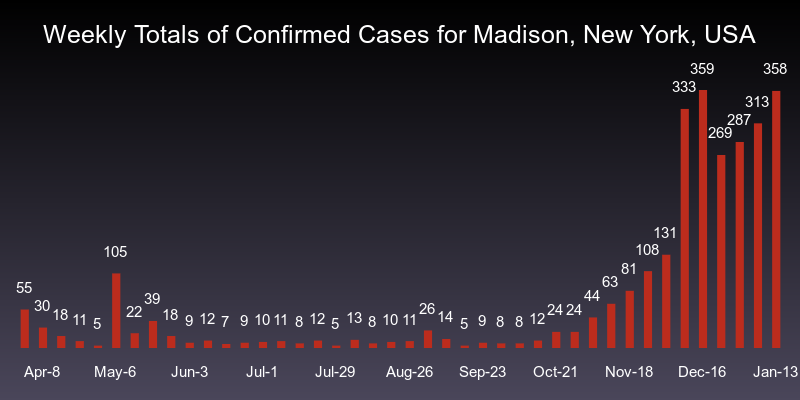 Weekly Totals of Confirmed Cases for Madison, New York, USA
55 30 18 11 5 105 22 39 18 9 12 7 9 10 11 8 12 5 13 8 10 11 26 14 5 9 8 8 12 24 24 44 63 81 108 131 333 359 269 287 313 358
Apr-8 May-6 Jun-3 Jul-1 Jul-29 Aug-26 Sep-23 Oct-21 Nov-18 Dec-16 Jan-13